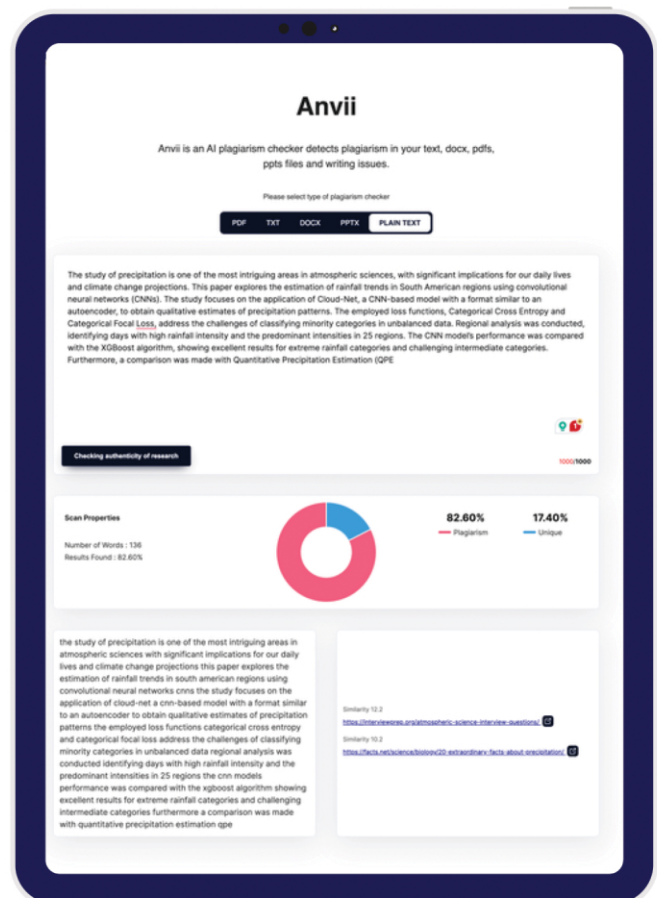 Anvii
Anvii is an AI plagiarism checker detects plagiarism in your text, docx, pdfs,
ppts files and writing issues.
Please select type of plagiarism checker
PDF TXT DOCX PPTX PLAIN TEXT
The study of precipitation is one of the most intriguing areas in atmospheric sciences, with significant implications for our daily lives
and climate change projections. This paper explores the estimation of rainfall trends in South American regions using convolutional
neural networks (CNNs). The study focuses on the application of Cloud-Net, a CNN-based model with a format similar to an
autoencoder, to obtain qualitative estimates of precipitation patterns. The employed loss functions, Categorical Cross Entropy and
Categorical Focal Loss, address the challenges of classifying minority categories in unbalanced data. Regional analysis was conducted,
identifying days with high rainfall intensity and the predominant intensities in 25 regions. The CNN model's performance was compared
with the XGBoost algorithm, showing excellent results for extreme rainfall categories and challenging intermediate categories.
Furthermore, a comparison was made with Quantitative Precipitation Estimation (QPE
Checking authenticity of research
1000/1000
Scan Properties
Number of Words : 136
Results Found : 82.60%
82.60% 17.40%
Plagiarism Unique
the study of precipitation is one of the most intriguing areas in
atmospheric sciences with significant implications for our daily
lives and climate change projections this paper explores the
estimation of rainfall trends in south american regions using
convolutional neural networks cnns the study focuses on the
application of cloud-net a cnn-based model with a format similar
to an autoencoder to obtain qualitative estimates of precipitation
patterns the employed loss functions categorical cross entropy
and categorical focal loss address the challenges of classifying
minority categories in unbalanced data regional analysis was
conducted identifying days with high rainfall intensity and the
predominant intensities in 25 regions the cnn models
performance was compared with the xgboost algorithm showing
excellent results for extreme rainfall categories and challenging
intermediate categories furthermore a comparison was made
with quantitative precipitation estimation qpe
Similarity 12.2
https://interviewprep.org/atmospheric-science-interview-questions/
Similarity 10.2
https://facts.net/science/biology/20-extraordinary-facts-about-precipitation/